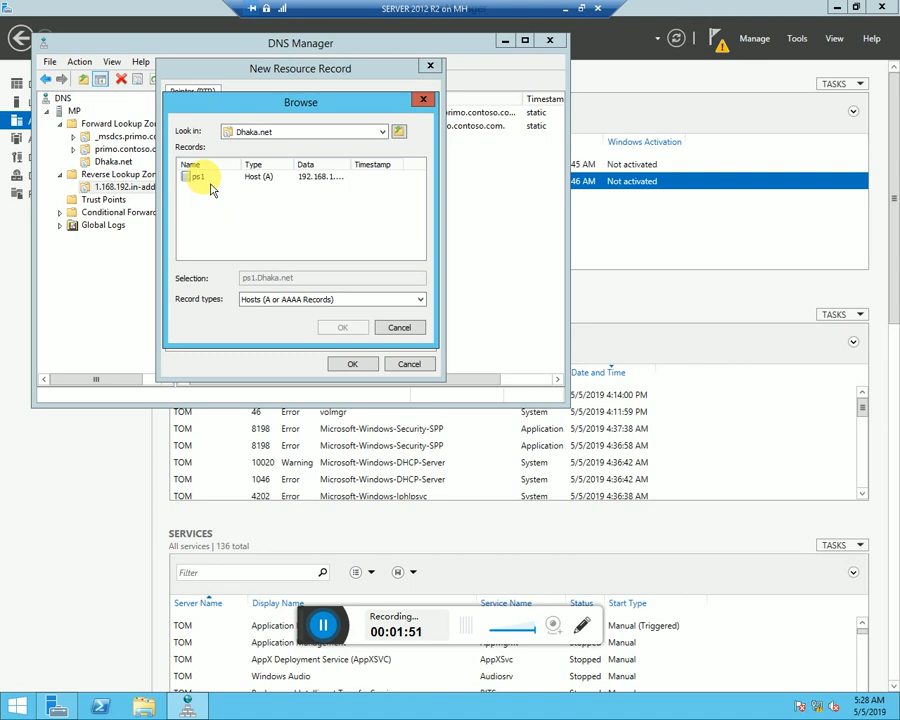 SERVER 2012 R2 on MH
Manage Tools View Help
DNS Manager
File Action View Help
DNS
MP
Forward Lookup Zon
_msdcs.primo.c
primo.contoso.c
Dhaka.net
Reverse Lookup Zon
1.168.192.in-add
Trust Points
Conditional Forwa
Global Logs
Timestam
primo.contoso.co... static
.contoso.com. static
New Resource Record
Pointer (PTR)
Browse
Look in: Dhaka.net
Records:
Name Type Data Timestamp
ps1 Host (A) 192.168.1....
Selection: ps1.Dhaka.net
Record types: Hosts (A or AAAA Records)
OK Cancel
OK Cancel
TASKS
Windows Activation
45 AM Not activated
46 AM Not activated
TASKS
Date and Time
System 5/5/2019 4:14:00 PM
TOM 46 Error volmgr System 5/5/2019 4:11:59 PM
TOM 8198 Error Microsoft-Windows-Security-SPP Application 5/5/2019 4:37:38 AM
TOM 8198 Error Microsoft-Windows-Security-SPP Application 5/5/2019 4:36:58 AM
TOM 10020 Warning Microsoft-Windows-DHCP-Server System 5/5/2019 4:36:42 AM
TOM 1046 Error Microsoft-Windows-DHCP-Server System 5/5/2019 4:36:42 AM
TOM 4202 Error Microsoft-Windows-Iphlpsvc System 5/5/2019 4:36:38 AM
SERVICES
All services | 136 total
TASKS
Filter
Server Name Display Name Service Name Status Start Type
TOM Application Manual (Triggered)
TOM Application Manual
TOM AppX Deployment Service (AppXSVC) AppXSvc Stopped Manual
TOM Windows Audio Audiosrv Stopped Manual
Recording...
00:01:51
5:28 AM
5/5/2019